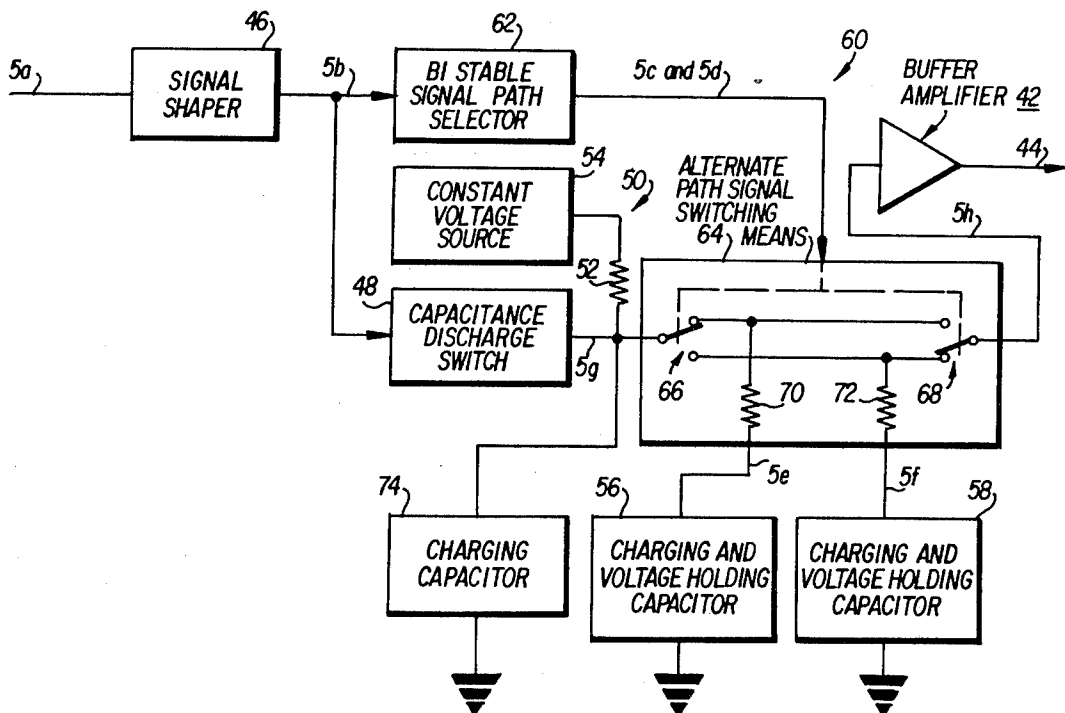 46
62
60
5a
SIGNAL
SHAPER
5b
BI STABLE
SIGNAL PATH
SELECTOR
5c and 5d
BUFFER
AMPLIFIER 42
44
54
50
CONSTANT
VOLTAGE
SOURCE
ALTERNATE
PATH SIGNAL
SWITCHING
64 MEANS
5h
52
48
CAPACITANCE
DISCHARGE
SWITCH
5g
66
70
72
68
5e
5f
74
CHARGING
CAPACITOR
56
CHARGING AND
VOLTAGE HOLDING
CAPACITOR
58
CHARGING AND
VOLTAGE HOLDING
CAPACITOR